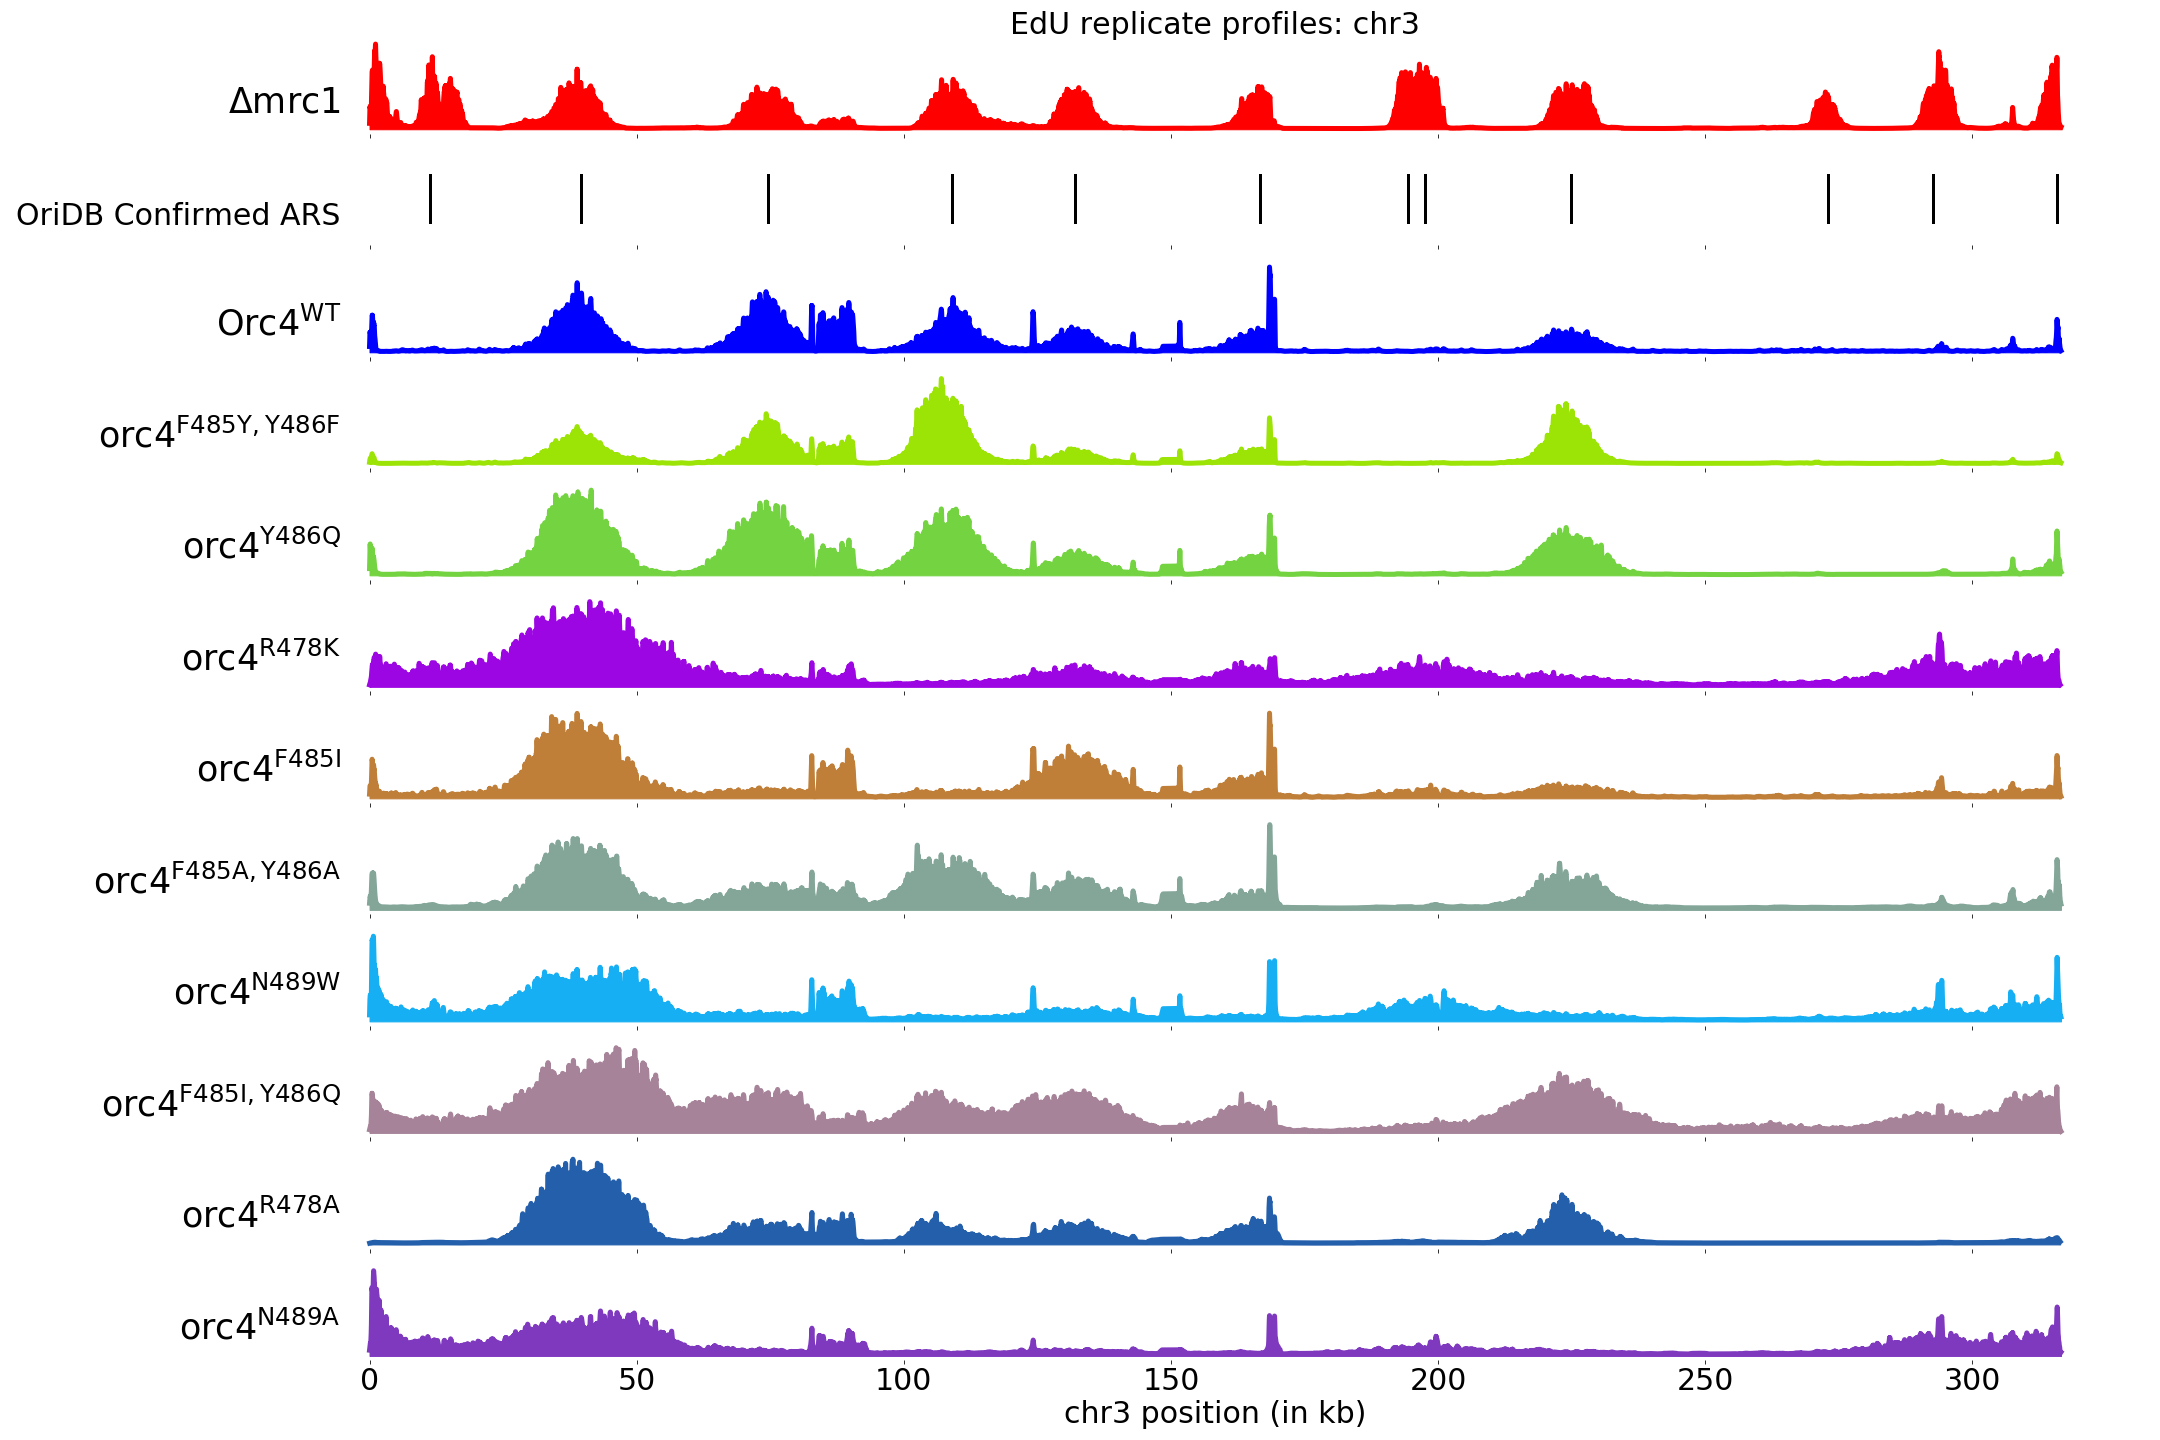 EdU replicate profiles: chr3
Δmrc1
OriDB Confirmed ARS
Orc4WT
orc4F485Y, Y486F
orc4Y486Q
orc4R478K
orc4F485I
orc4F485A, Y486A
orc4N489W
orc4F485I, Y486Q
orc4R478A
orc4N489A
0 50 100 150 200 250 300
chr3 position (in kb)